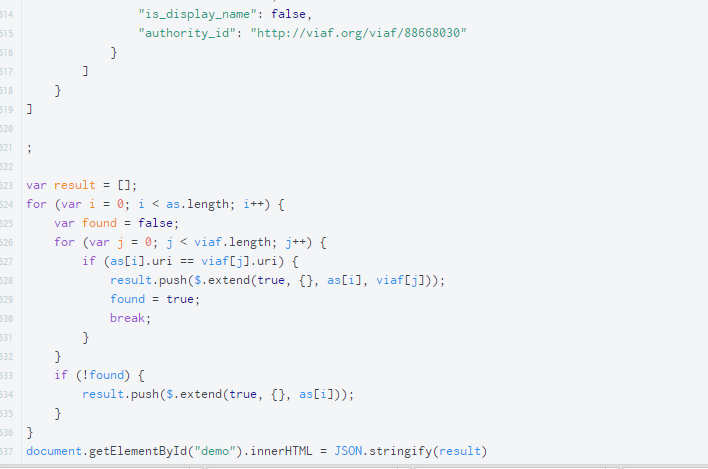 514 "is_display_name": false,
515 "authority_id": "http://viaf.org/viaf/88668030"
516 }
517 ]
518 }
519 ]
520
521 ;
522
523 var result = [];
524 for (var i = 0; i < as.length; i++) {
525 var found = false;
526 for (var j = 0; j < viaf.length; j++) {
527 if (as[i].uri == viaf[j].uri) {
528 result.push($.extend(true, {}, as[i], viaf[j]));
529 found = true;
530 break;
531 }
532 }
533 if (!found) {
534 result.push($.extend(true, {}, as[i]));
535 }
536 }
537 document.getElementById("demo").innerHTML = JSON.stringify(result)